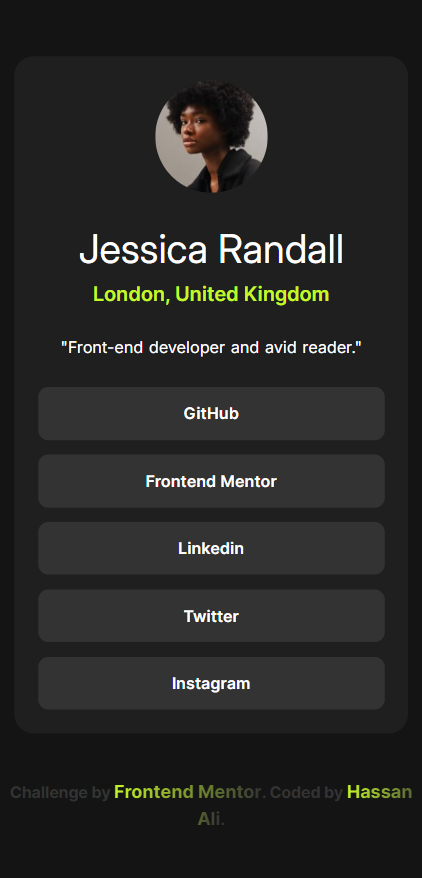 Jessica Randall
London, United Kingdom
"Front-end developer and avid reader."
GitHub
Frontend Mentor
Linkedin
Twitter
Instagram
Challenge by Frontend Mentor. Coded by Hassan
Ali.